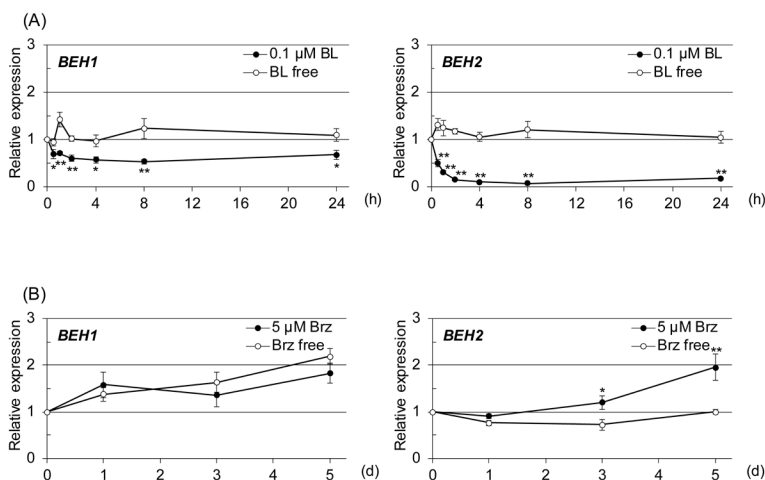 (A)
BEH1
0.1 µM BL
BL free
Relative expression
3
2
1
0
* ** ** * ** *
0 4 8 12 16 20 24 (h)
BEH2
0.1 µM BL
BL free
Relative expression
3
2
1
0
** ** ** ** ** **
0 4 8 12 16 20 24 (h)
(B)
BEH1
5 µM Brz
Brz free
Relative expression
3
2
1
0
0 1 2 3 4 5 (d)
BEH2
5 µM Brz
Brz free
Relative expression
3
2
1
0
* **
0 1 2 3 4 5 (d)